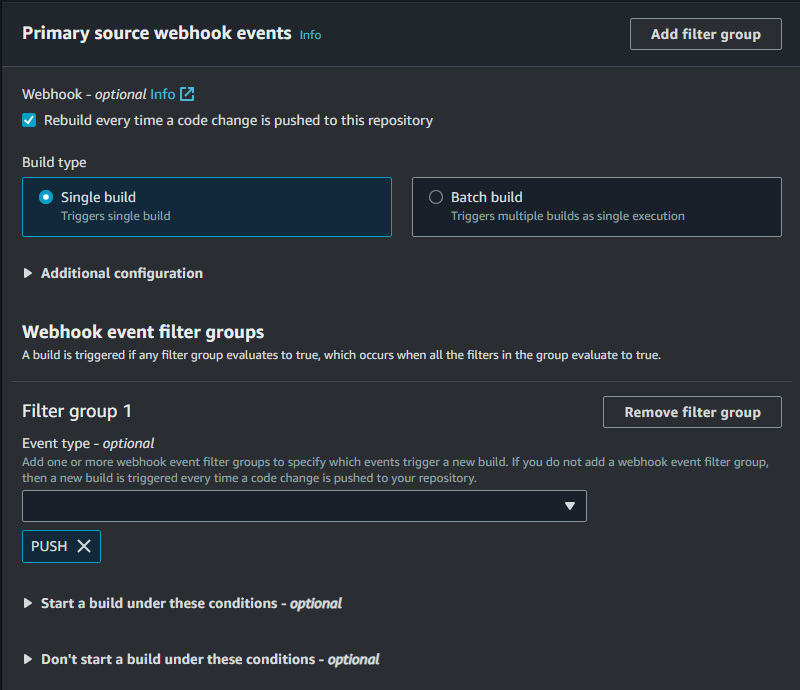 Primary source webhook events Info
Add filter group
Webhook - optional Info
Rebuild every time a code change is pushed to this repository
Build type
Single build
Triggers single build
Batch build
Triggers multiple builds as single execution
Additional configuration
Webhook event filter groups
A build is triggered if any filter group evaluates to true, which occurs when all the filters in the group evaluate to true.
Filter group 1
Remove filter group
Event type - optional
Add one or more webhook event filter groups to specify which events trigger a new build. If you do not add a webhook event filter group,
then a new build is triggered every time a code change is pushed to your repository.
PUSH
Start a build under these conditions - optional
Don't start a build under these conditions - optional